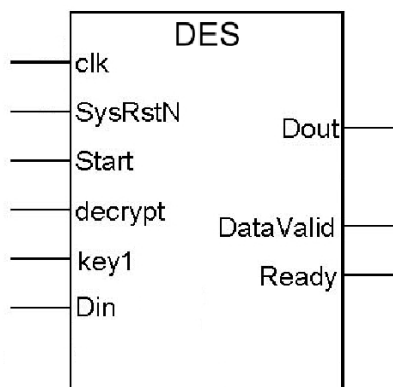 DES
clk
SysRstN
Start
decrypt
key1
Din
Dout
DataValid
Ready